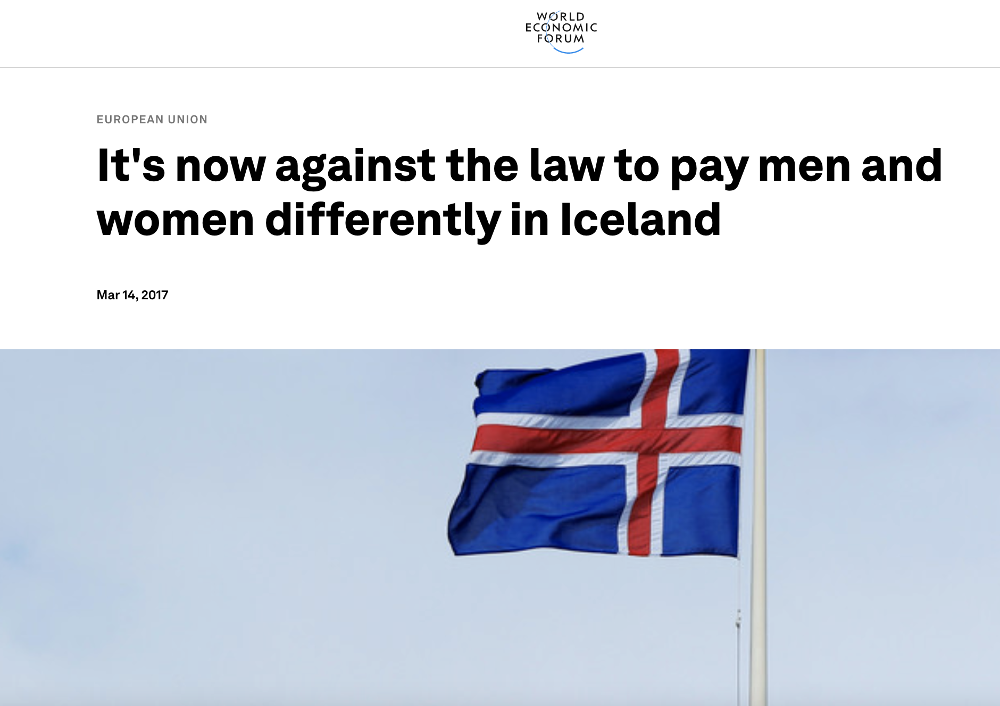 WORLD
ECONOMIC
FORUM
EUROPEAN UNION
It's now against the law to pay men and
women differently in Iceland
Mar 14, 2017